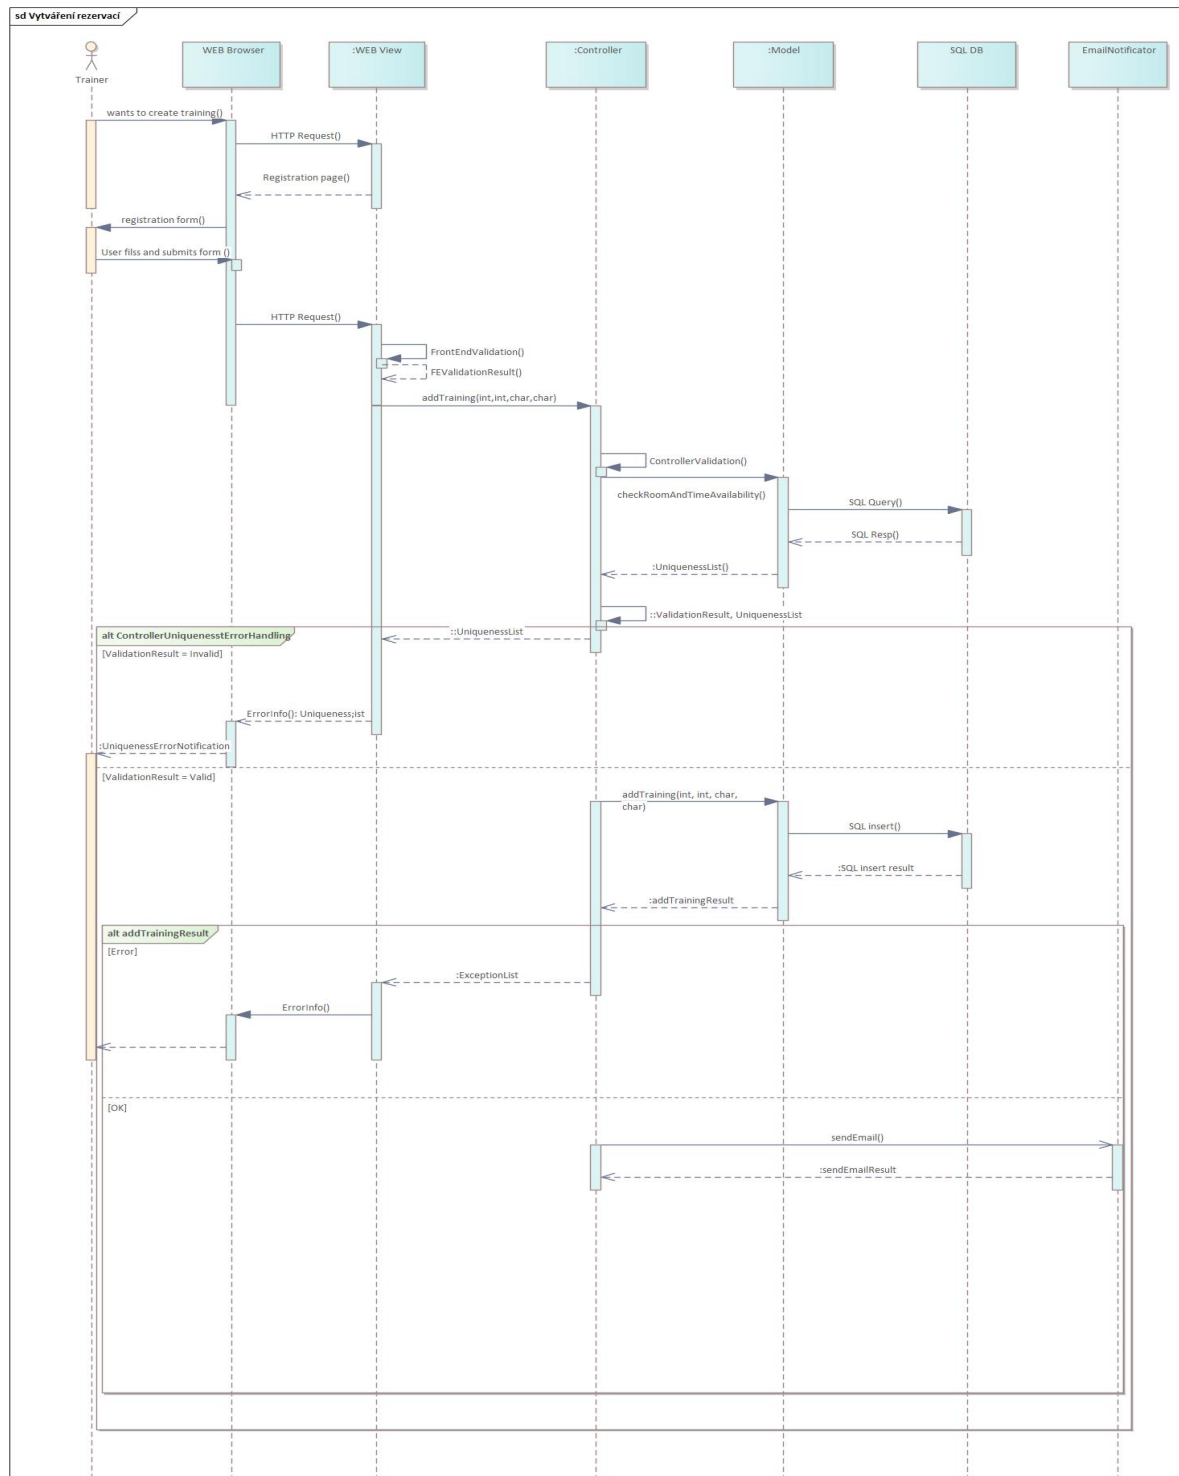 sd Vytváření rezervací
WEB Browser
:WEB View
:Controller
:Model
SQL DB
EmailNotificator
Trainer
wants to create training()
HTTP Request()
Registration page()
registration form()
User filss and submits form ()
HTTP Request()
FrontEndValidation()
FEValidationResult()
addTraining(int,int,char,char)
ControllerValidation()
checkRoomAndTimeAvailability()
SQL Query()
SQL Resp()
:UniquenessList()
::ValidationResult, UniquenessList
alt ControllerUniquenesstErrorHandling
::UniquenessList
[ValidationResult = Invalid]
ErrorInfo(): Uniqueness;ist
:UniquenessErrorNotification
[ValidationResult = Valid]
addTraining(int, int, char,
char)
SQL insert()
:SQL insert result
:addTrainingResult
alt addTrainingResult
[Error]
:ExceptionList
ErrorInfo()
[OK]
sendEmail()
:sendEmailResult